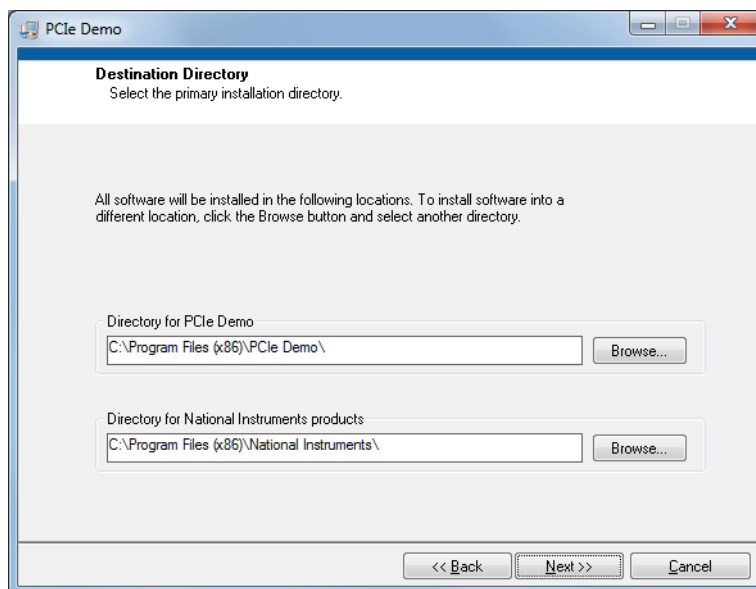 PCIe Demo
Destination Directory
Select the primary installation directory.
All software will be installed in the following locations. To install software into a
different location, click the Browse button and select another directory.
Directory for PCIe Demo
C:\Program Files (x86)\PCIe Demo\
Browse...
Directory for National Instruments products
C:\Program Files (x86)\National Instruments\
Browse...
<< Back
Next >>
Cancel